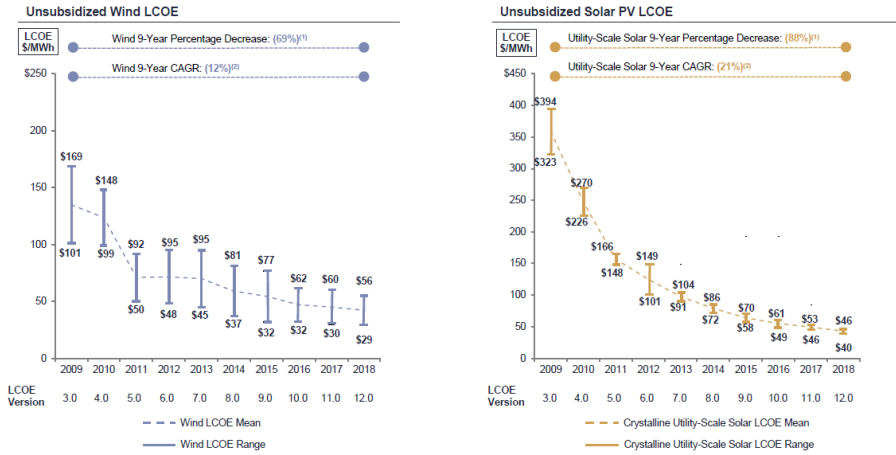 Unsubsidized Wind LCOE
LCOE
$/MWh
Wind 9-Year Percentage Decrease: (69%)(1)
Wind 9-Year CAGR: (12%)(2)
$250
200
150
100
50
0
$169
$148
$92
$95
$95
$81
$77
$62
$60
$56
$101
$99
$50
$48
$45
$37
$32
$32
$30
$29
2009 2010 2011 2012 2013 2014 2015 2016 2017 2018
LCOE
Version
3.0 4.0 5.0 6.0 7.0 8.0 9.0 10.0 11.0 12.0
Wind LCOE Mean
Wind LCOE Range
Unsubsidized Solar PV LCOE
LCOE
$/MWh
Utility-Scale Solar 9-Year Percentage Decrease: (88%)(1)
Utility-Scale Solar 9-Year CAGR: (21%)(2)
$450
400
350
300
250
200
150
100
50
0
$394
$323
$270
$226
$166
$148
$149
$101
$104
$91
$86
$72
$70
$58
$61
$49
$53
$46
$46
$40
2009 2010 2011 2012 2013 2014 2015 2016 2017 2018
LCOE
Version
3.0 4.0 5.0 6.0 7.0 8.0 9.0 10.0 11.0 12.0
Crystalline Utility-Scale Solar LCOE Mean
Crystalline Utility-Scale Solar LCOE Range